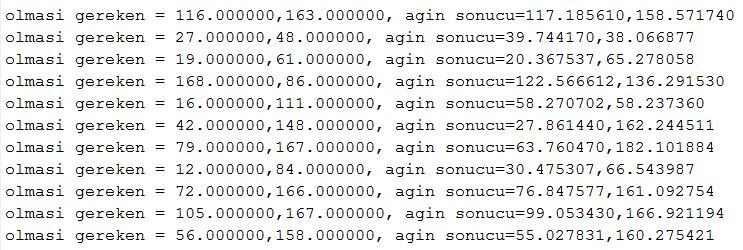 olmasi gereken = 116.000000,163.000000, agin sonucu=117.185610,158.571740
olmasi gereken = 27.000000,48.000000, agin sonucu=39.744170,38.066877
olmasi gereken = 19.000000,61.000000, agin sonucu=20.367537,65.278058
olmasi gereken = 168.000000,86.000000, agin sonucu=122.566612,136.291530
olmasi gereken = 16.000000,111.000000, agin sonucu=58.270702,58.237360
olmasi gereken = 42.000000,148.000000, agin sonucu=27.861440,162.244511
olmasi gereken = 79.000000,167.000000, agin sonucu=63.760470,182.101884
olmasi gereken = 12.000000,84.000000, agin sonucu=30.475307,66.543987
olmasi gereken = 72.000000,166.000000, agin sonucu=76.847577,161.092754
olmasi gereken = 105.000000,167.000000, agin sonucu=99.053430,166.921194
olmasi gereken = 56.000000,158.000000, agin sonucu=55.027831,160.275421